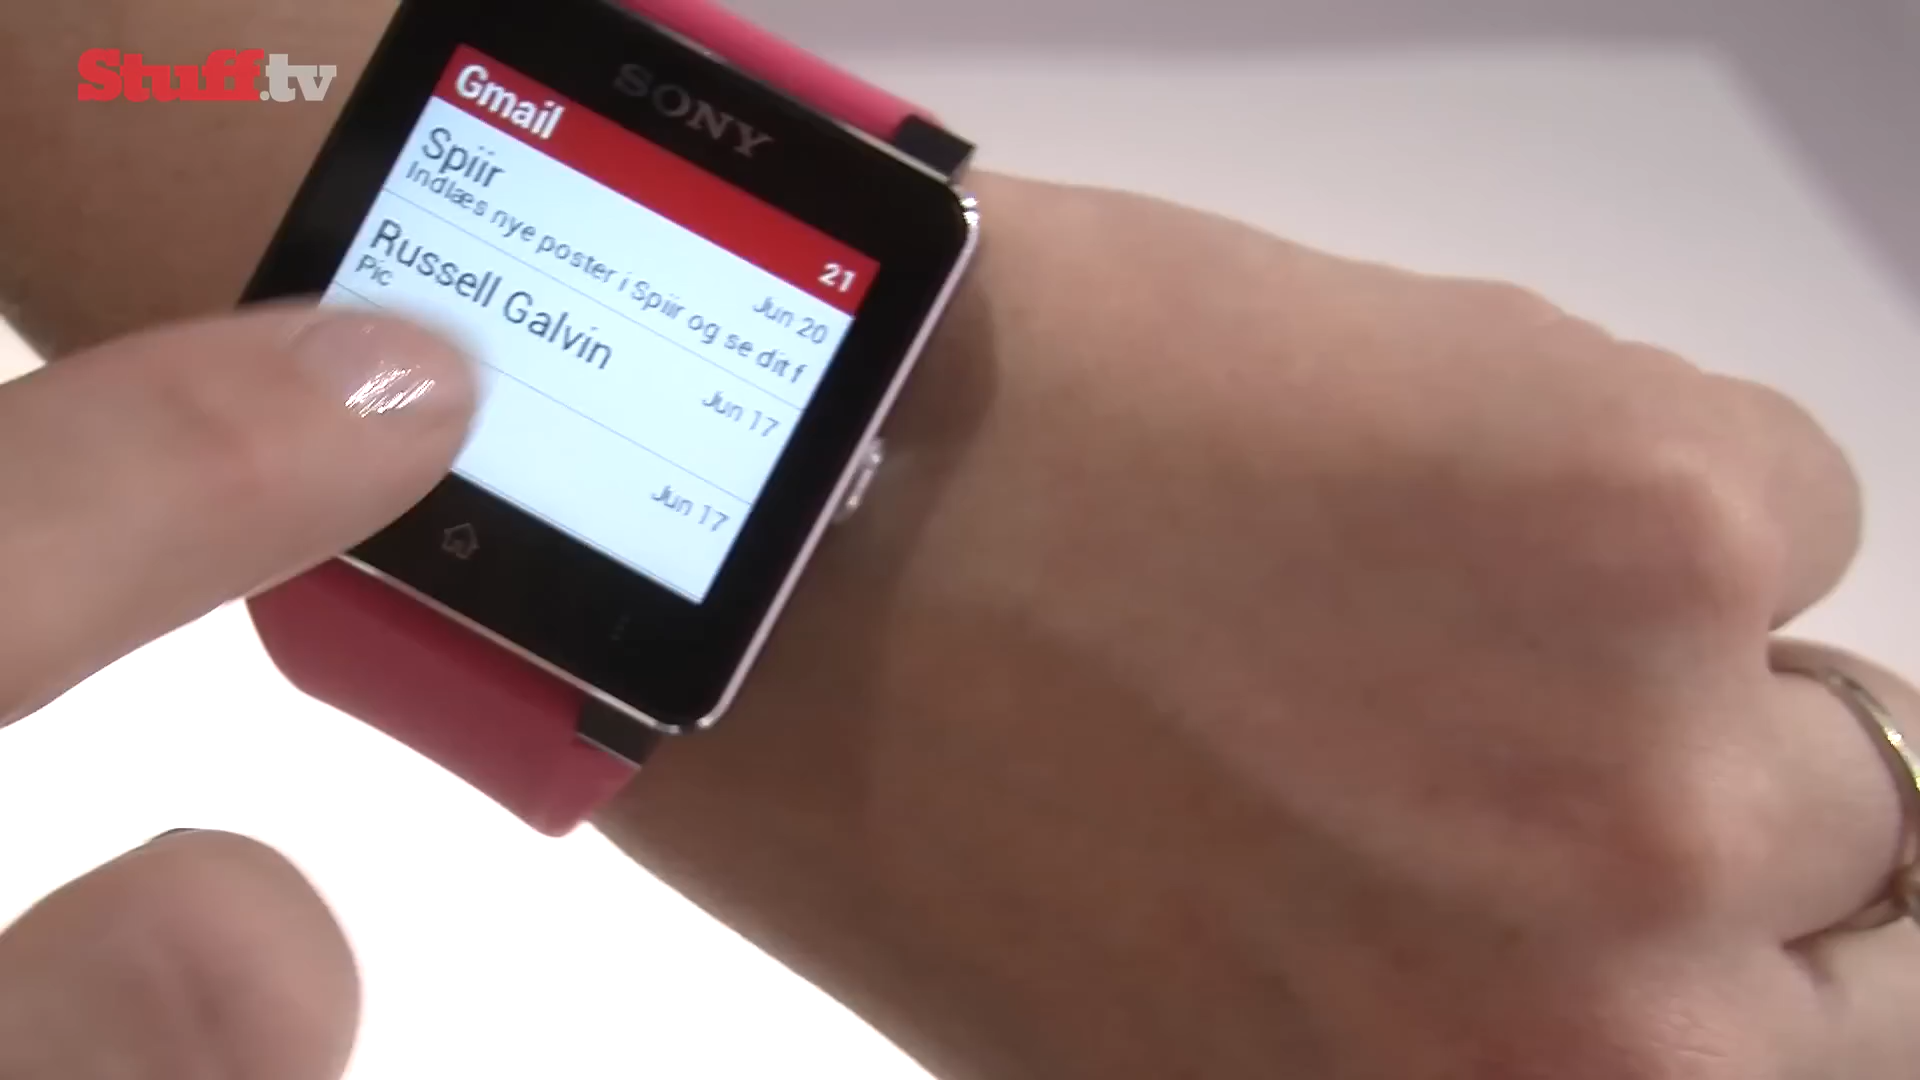 Stuff.tv
SONY
Gmail
21
Spiir
Jun 20
Indlæs nye poster i Spiir og se dit f
Russell Galvin
Jun 17
Pic
Jun 17